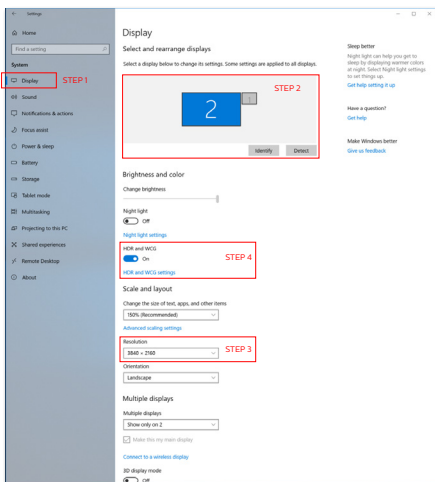 Settings
Home
Find a setting
System
Display
STEP 1
Sound
Notifications & actions
Focus assist
Power & sleep
Battery
Storage
Tablet mode
Multitasking
Projecting to this PC
Shared experiences
Remote Desktop
About
Display
Select and rearrange displays
Select a display below to change its settings. Some settings are applied to all displays.
STEP 2
2
1
Identify
Detect
Brightness and color
Change brightness
Night light
Off
Night light settings
HDR and WCG
On
STEP 4
HDR and WCG settings
Scale and layout
Change the size of text, apps, and other items
150% (Recommended)
Advanced scaling settings
Resolution
3840 × 2160
STEP 3
Orientation
Landscape
Multiple displays
Multiple displays
Show only on 2
Make this my main display
Connect to a wireless display
3D display mode
Off
Sleep better
Night light can help you get to
sleep by displaying warmer colors
at night. Select Night light settings
to set things up.
Get help setting it up
Have a question?
Get help
Make Windows better
Give us feedback